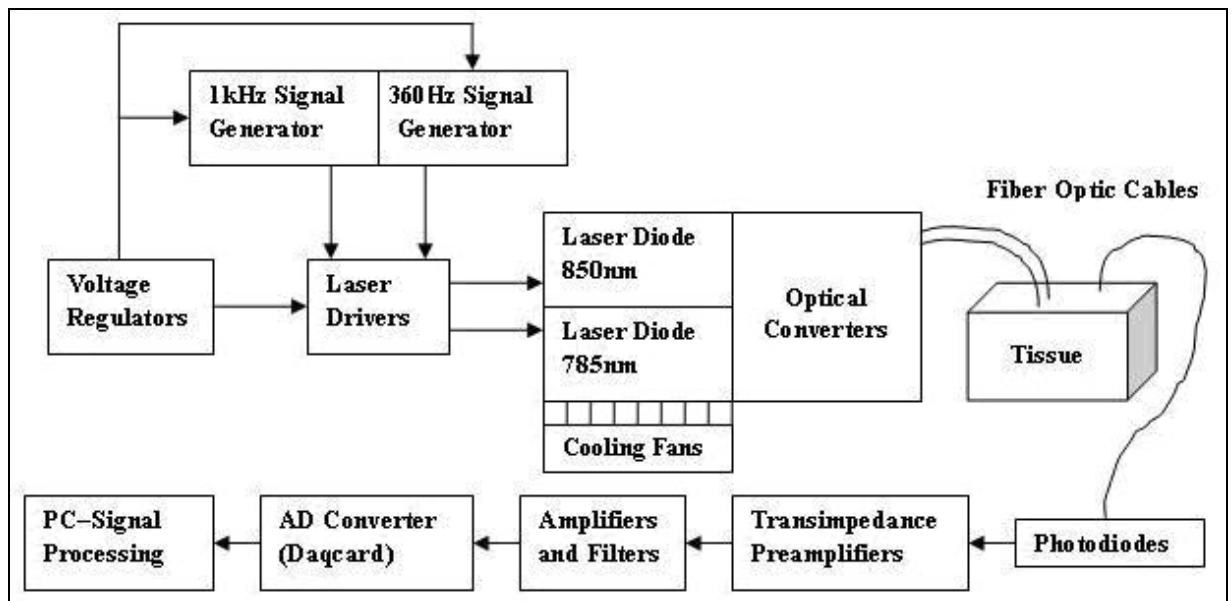 1kHz Signal
Generator
360Hz Signal
Generator
Fiber Optic Cables
Voltage
Regulators
Laser
Drivers
Laser Diode
850nm
Laser Diode
785nm
Optical
Converters
Tissue
Cooling Fans
PC-Signal
Processing
AD Converter
(Daqcard)
Amplifiers
and Filters
Transimpedance
Preamplifiers
Photodiodes